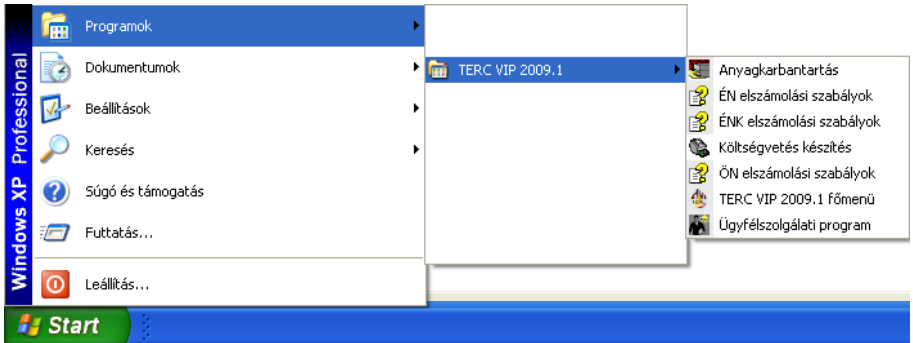 Windows XP Professional
Programok
Dokumentumok
Beállítások
Keresés
Súgó és támogatás
Futtatás...
Leállítás...
TERC VIP 2009.1
Anyagkarbantartás
ÉN elszámolási szabályok
ÉNK elszámolási szabályok
Költségvetés készítés
ÖN elszámolási szabályok
TERC VIP 2009.1 főmenü
Ügyfélszolgálati program
Start